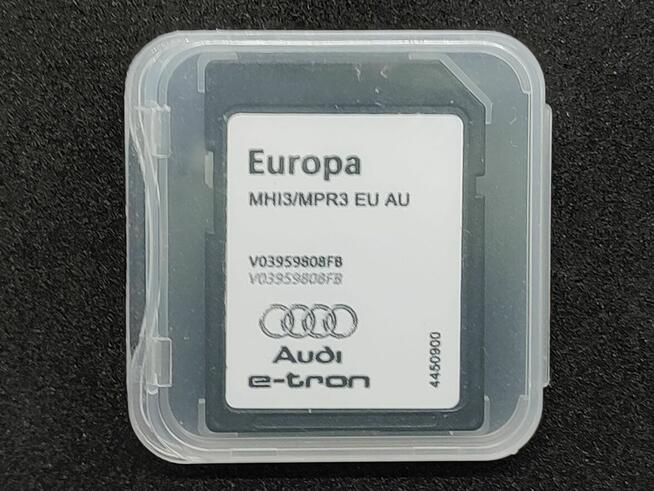 Europa
MHI3/MPR3 EU AU
V03959808FB
V03959808FB
Audi
e-tron
4450900